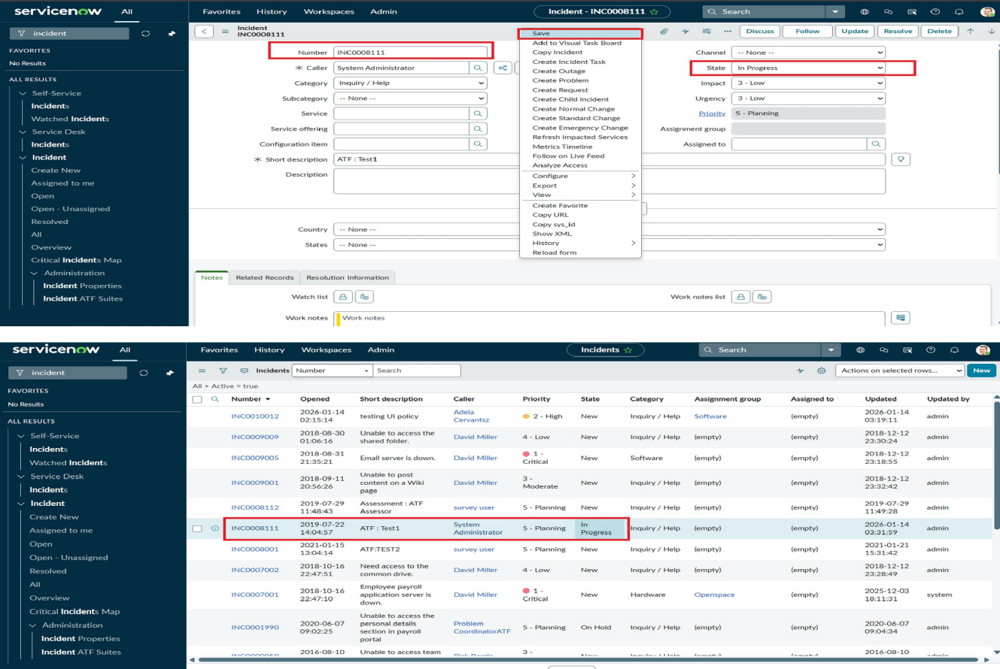 servicenow All Favorites History Workspaces Admin Incident - INC0008111 Search
incident
Incident
INC0008111
Discuss Follow Update Resolve Delete
FAVORITES
No Results
ALL RESULTS
Self-Service
Incidents
Watched Incidents
Service Desk
Incidents
Incident
Create New
Assigned to me
Open
Open - Unassigned
Resolved
All
Overview
Critical Incidents Map
Administration
Incident Properties
Incident ATF Suites
Number INC0008111
Caller System Administrator
Category Inquiry / Help
Subcategory -- None --
Service
Service offering
Configuration item
Short description ATF : Test1
Description
Country -- None --
States -- None --
Save
Add to Visual Task Board
Copy Incident
Create Incident Task
Create Outage
Create Problem
Create Request
Create Child Incident
Create Normal Change
Create Standard Change
Create Emergency Change
Refresh Impacted Services
Metrics Timeline
Follow on Live Feed
Analyze Access
Configure
Export
View
Create Favorite
Copy URL
Copy sys_id
Show XML
History
Reload form
Channel -- None --
State In Progress
Impact 3 - Low
Urgency 3 - Low
Priority 5 - Planning
Assignment group
Assigned to
Notes Related Records Resolution Information
Watch list Work notes list
Work notes Work notes
servicenow All Favorites History Workspaces Admin Incidents Search
incident
Incidents Number Search Actions on selected rows... New
FAVORITES
No Results
ALL RESULTS
Self-Service
Incidents
Watched Incidents
Service Desk
Incidents
Incident
Create New
Assigned to me
Open
Open - Unassigned
Resolved
All
Overview
Critical Incidents Map
Administration
Incident Properties
Incident ATF Suites
All > Active = true
Number Opened Short description Caller Priority State Category Assignment group Assigned to Updated Updated by
INC0010012 2026-01-14 02:15:14 testing UI policy Adela Cervantsz 2 - High New Inquiry / Help Software (empty) 2026-01-14 03:19:11 admin
INC0009009 2018-08-30 01:06:16 Unable to access the shared folder. David Miller 4 - Low New Inquiry / Help (empty) (empty) 2018-12-12 23:30:24 admin
INC0009005 2018-08-31 21:35:21 Email server is down. David Miller 1 - Critical New Software (empty) (empty) 2018-12-12 23:18:55 admin
INC0009001 2018-09-11 20:56:26 Unable to post content on a Wiki page David Miller 3 - Moderate New Inquiry / Help (empty) (empty) 2018-12-12 23:32:42 admin
INC0008112 2019-07-29 11:48:43 Assessment : ATF Assessor survey user 5 - Planning New Inquiry / Help (empty) (empty) 2019-07-29 11:49:28 admin
INC0008111 2019-07-22 14:04:57 ATF : Test1 System Administrator 5 - Planning In Progress Inquiry / Help (empty) (empty) 2026-01-14 03:31:59 admin
INC0008001 2021-01-15 13:04:14 ATF:TEST2 survey user 5 - Planning New Inquiry / Help (empty) (empty) 2021-01-21 15:31:42 admin
INC0007002 2018-10-16 22:47:51 Need access to the common drive. David Miller 4 - Low New Inquiry / Help (empty) (empty) 2018-12-12 23:28:49 admin
INC0007001 2018-10-16 22:47:10 Employee payroll application server is down. David Miller 1 - Critical New Hardware Openspace (empty) 2025-12-03 18:11:31 system
INC0001990 2020-06-07 09:02:25 Unable to access the personal details section in payroll portal Problem CoordinatorATF 5 - Planning On Hold Inquiry / Help (empty) (empty) 2020-06-07 09:04:34 admin
2016-08-10 Unable to access team 3 - 2016-08-10